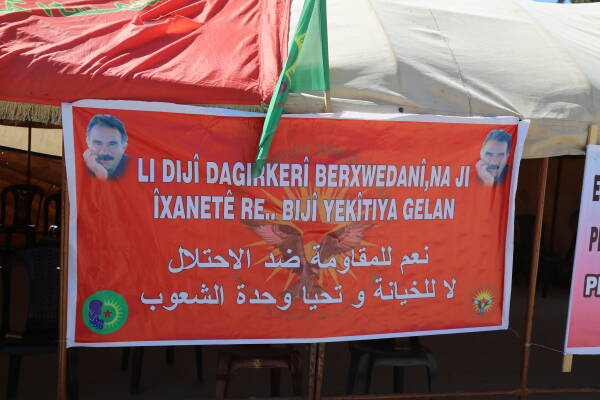 LI DIJÎ DAGIRKERÎ BERXWEDANÎ,NA JI
ÎXANETÊ RE.. BIJÎ YEKÎTIYA GELAN
نعم للمقاومة ضد الاحتلال
لا للخيانة و تحيا وحدة الشعوب